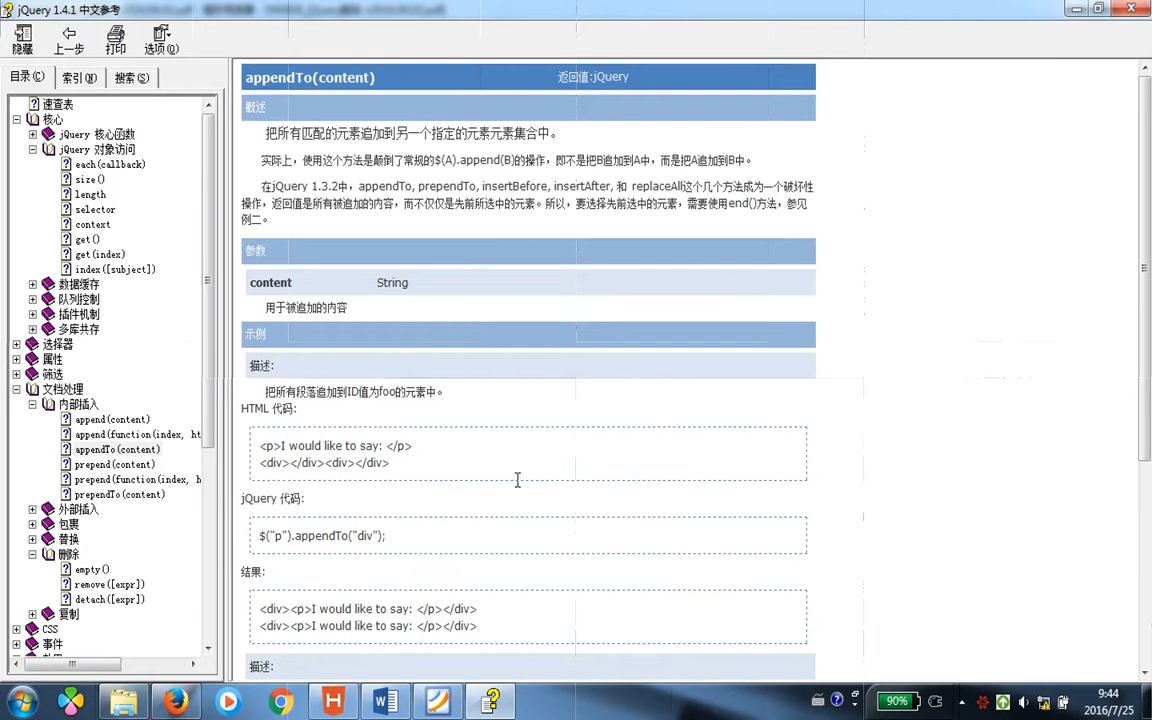 jQuery 1.4.1 中文参考
隐藏
上一步
打印
选项(O)
目录(C)
索引(N)
搜索(S)
速查表
核心
jQuery 核心函数
jQuery 对象访问
each(callback)
size()
length
selector
context
get()
get(index)
index([subject])
数据缓存
队列控制
插件机制
多库共存
选择器
属性
筛选
文档处理
内部插入
append(content)
append(function(index, ht
appendTo(content)
prepend(content)
prepend(function(index, h
prependTo(content)
外部插入
包裹
替换
删除
empty()
remove([expr])
detach([expr])
复制
CSS
事件
appendTo(content)
返回值:jQuery
概述
把所有匹配的元素追加到另一个指定的元素元素集合中。
实际上，使用这个方法是颠倒了常规的$(A).append(B)的操作，即不是把B追加到A中，而是把A追加到B中。
在jQuery 1.3.2中，appendTo, prependTo, insertBefore, insertAfter, 和 replaceAll这个几个方法成为一个破坏性
操作，返回值是所有被追加的内容，而不仅仅是先前所选中的元素。所以，要选择先前选中的元素，需要使用end()方法，参见
例二。
参数
content String
用于被追加的内容
示例
描述:
把所有段落追加到ID值为foo的元素中。
HTML 代码:
<p>I would like to say: </p>
<div></div><div></div>
jQuery 代码:
$("p").appendTo("div");
结果:
<div><p>I would like to say: </p></div>
<div><p>I would like to say: </p></div>
描述:
90%
9:44
2016/7/25